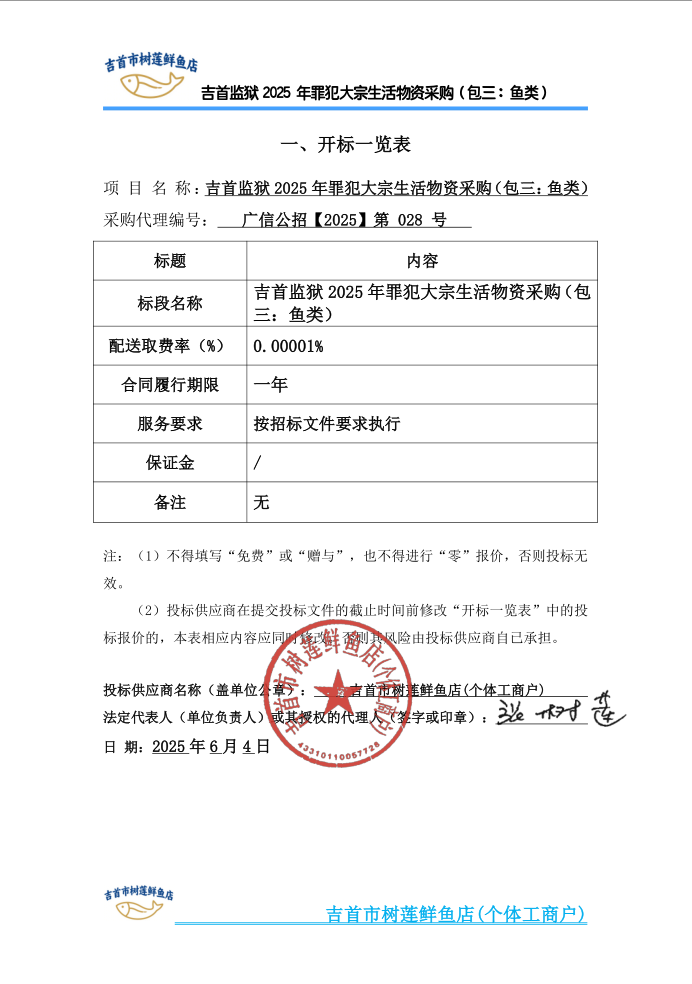 吉首市树莲鲜鱼店
吉首监狱 2025 年罪犯大宗生活物资采购（包三：鱼类）
一、开标一览表
项 目 名 称：吉首监狱 2025 年罪犯大宗生活物资采购（包三：鱼类）
采购代理编号： 广信公招【2025】第 028 号
标题 内容
标段名称 吉首监狱 2025 年罪犯大宗生活物资采购（包
三：鱼类）
配送取费率（%） 0.00001%
合同履行期限 一年
服务要求 按招标文件要求执行
保证金 /
备注 无
注：（1）不得填写“免费”或“赠与”，也不得进行“零”报价，否则投标无
效。
（2）投标供应商在提交投标文件的截止时间前修改“开标一览表”中的投
标报价的，本表相应内容应同时修改，否则其风险由投标供应商自已承担。
投标供应商名称（盖单位公章）： 吉首市树莲鲜鱼店(个体工商户)
法定代表人（单位负责人）或其授权的代理人（签字或印章）：
日 期：2025 年 6 月 4 日
吉首市树莲鲜鱼店(个体工商户)
43310110057726
吉首市树莲鲜鱼店
吉首市树莲鲜鱼店(个体工商户)